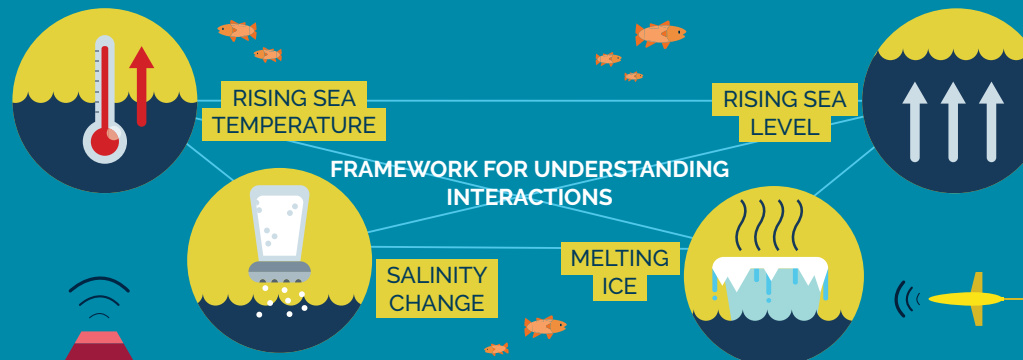 RISING SEA
TEMPERATURE
RISING SEA
LEVEL
FRAMEWORK FOR UNDERSTANDING
INTERACTIONS
SALINITY
CHANGE
MELTING
ICE